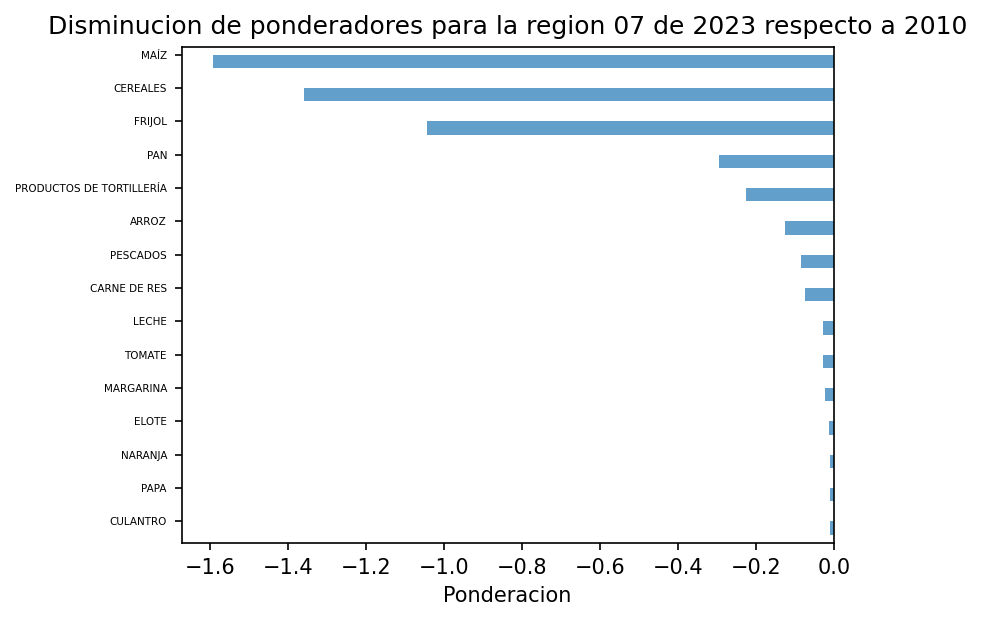 Disminucion de ponderadores para la region 07 de 2023 respecto a 2010
MAÍZ
CEREALES
FRIJOL
PAN
PRODUCTOS DE TORTILLERÍA
ARROZ
PESCADOS
CARNE DE RES
LECHE
TOMATE
MARGARINA
ELOTE
NARANJA
PAPA
CULANTRO
−1.6 −1.4 −1.2 −1.0 −0.8 −0.6 −0.4 −0.2 0.0
Ponderacion